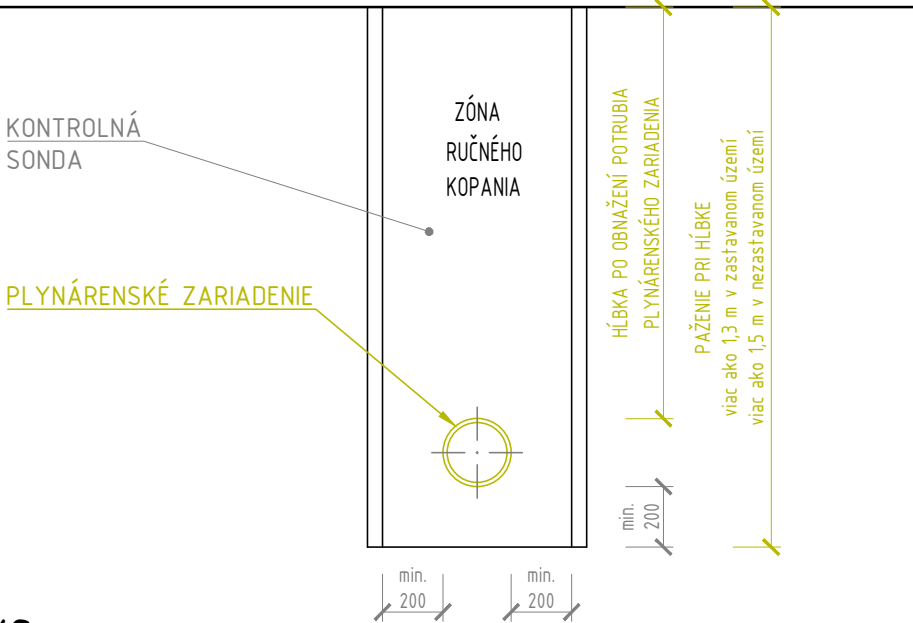 KONTROLNÁ
SONDA
ZÓNA
RUČNÉHO
KOPANIA
PLYNÁRENSKÉ ZARIADENIE
HĹBKA PO OBNAŽENÍ POTRUBIA
PLYNÁRENSKÉHO ZARIADENIA
PAŽENIE PRI HĹBKE
viac ako 1,3 m v zastavanom území
viac ako 1,5 m v nezastavanom území
min.
200
min.
200
min.
200